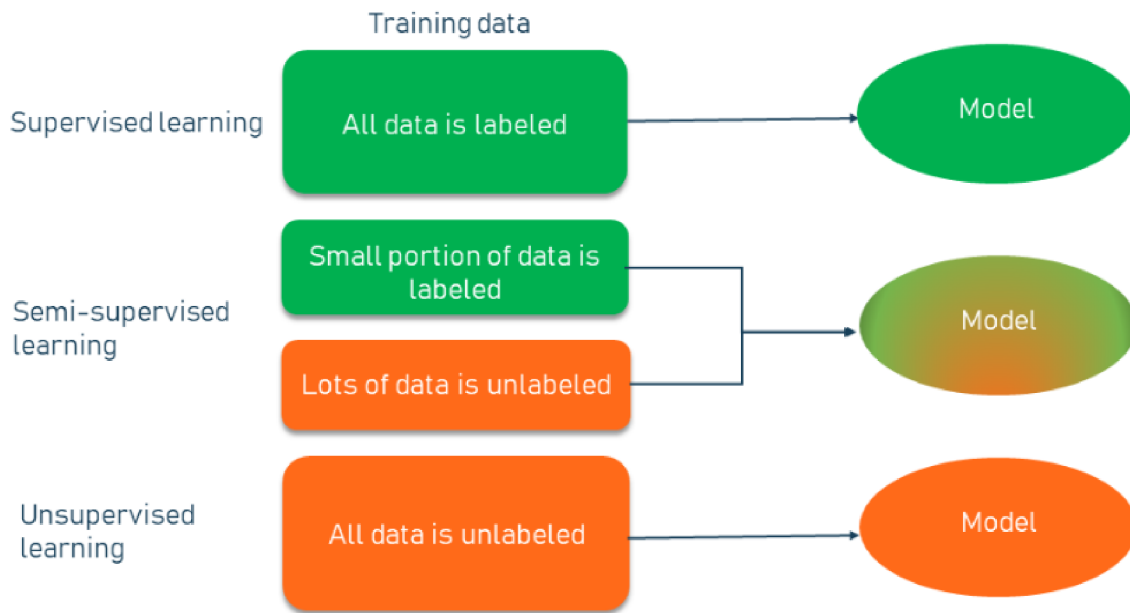 Training data
Supervised learning
All data is labeled
Model
Semi-supervised
learning
Small portion of data is
labeled
Lots of data is unlabeled
Model
Unsupervised
learning
All data is unlabeled
Model